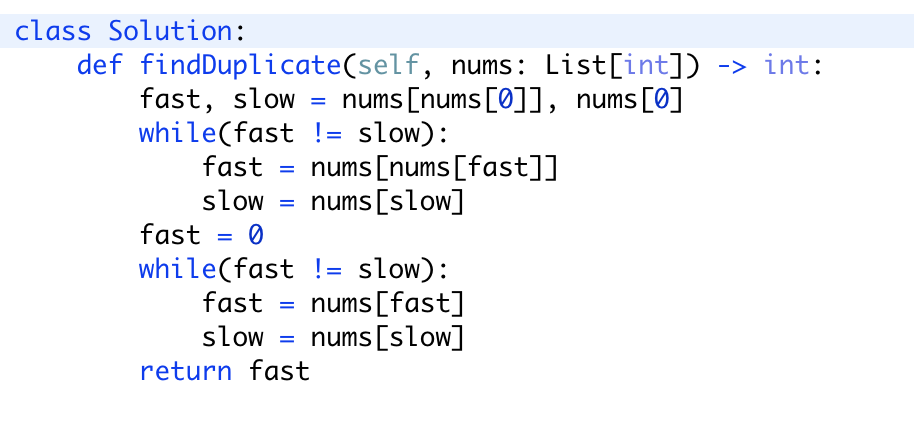 class Solution:
    def findDuplicate(self, nums: List[int]) -> int:
        fast, slow = nums[nums[0]], nums[0]
        while(fast != slow):
            fast = nums[nums[fast]]
            slow = nums[slow]
        fast = 0
        while(fast != slow):
            fast = nums[fast]
            slow = nums[slow]
        return fast